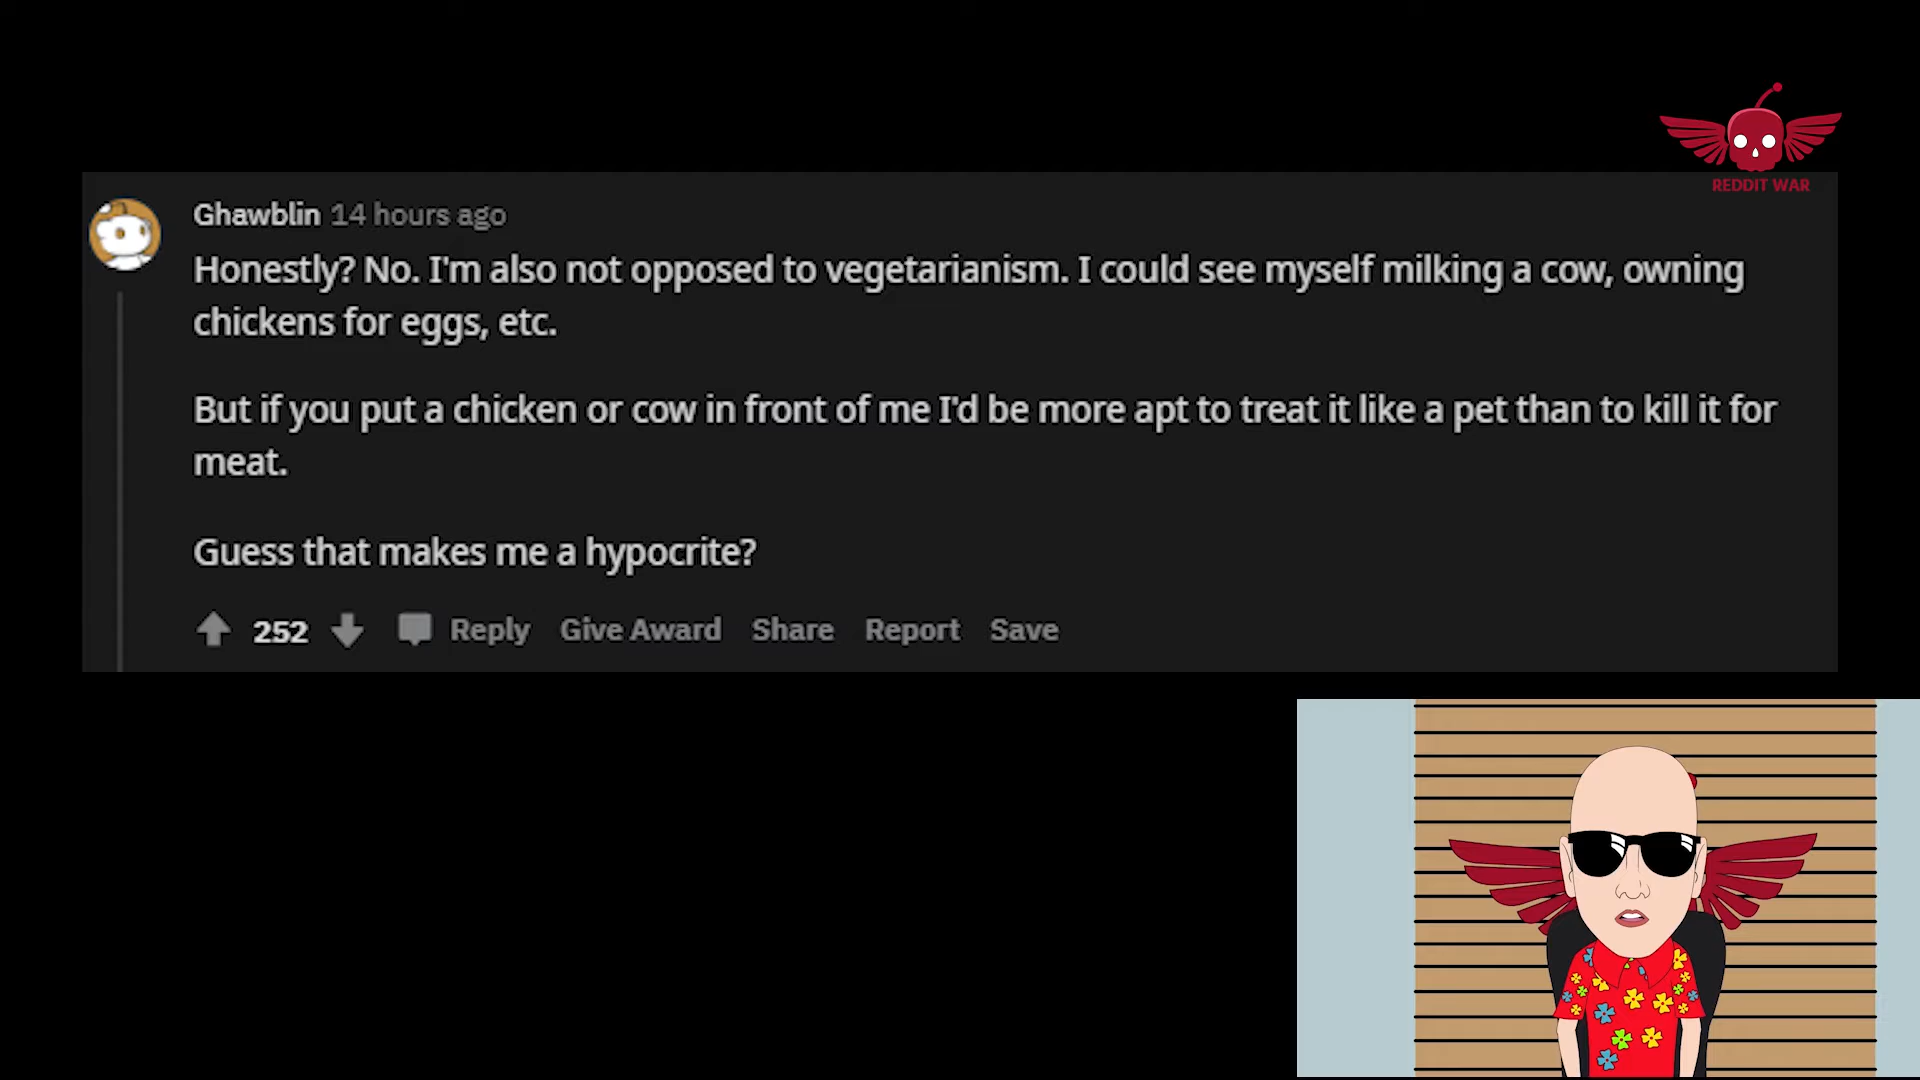 REDDIT WAR
Ghawblin 14 hours ago
Honestly? No. I'm also not opposed to vegetarianism. I could see myself milking a cow, owning
chickens for eggs, etc.
But if you put a chicken or cow in front of me I'd be more apt to treat it like a pet than to kill it for
meat.
Guess that makes me a hypocrite?
252 Reply Give Award Share Report Save